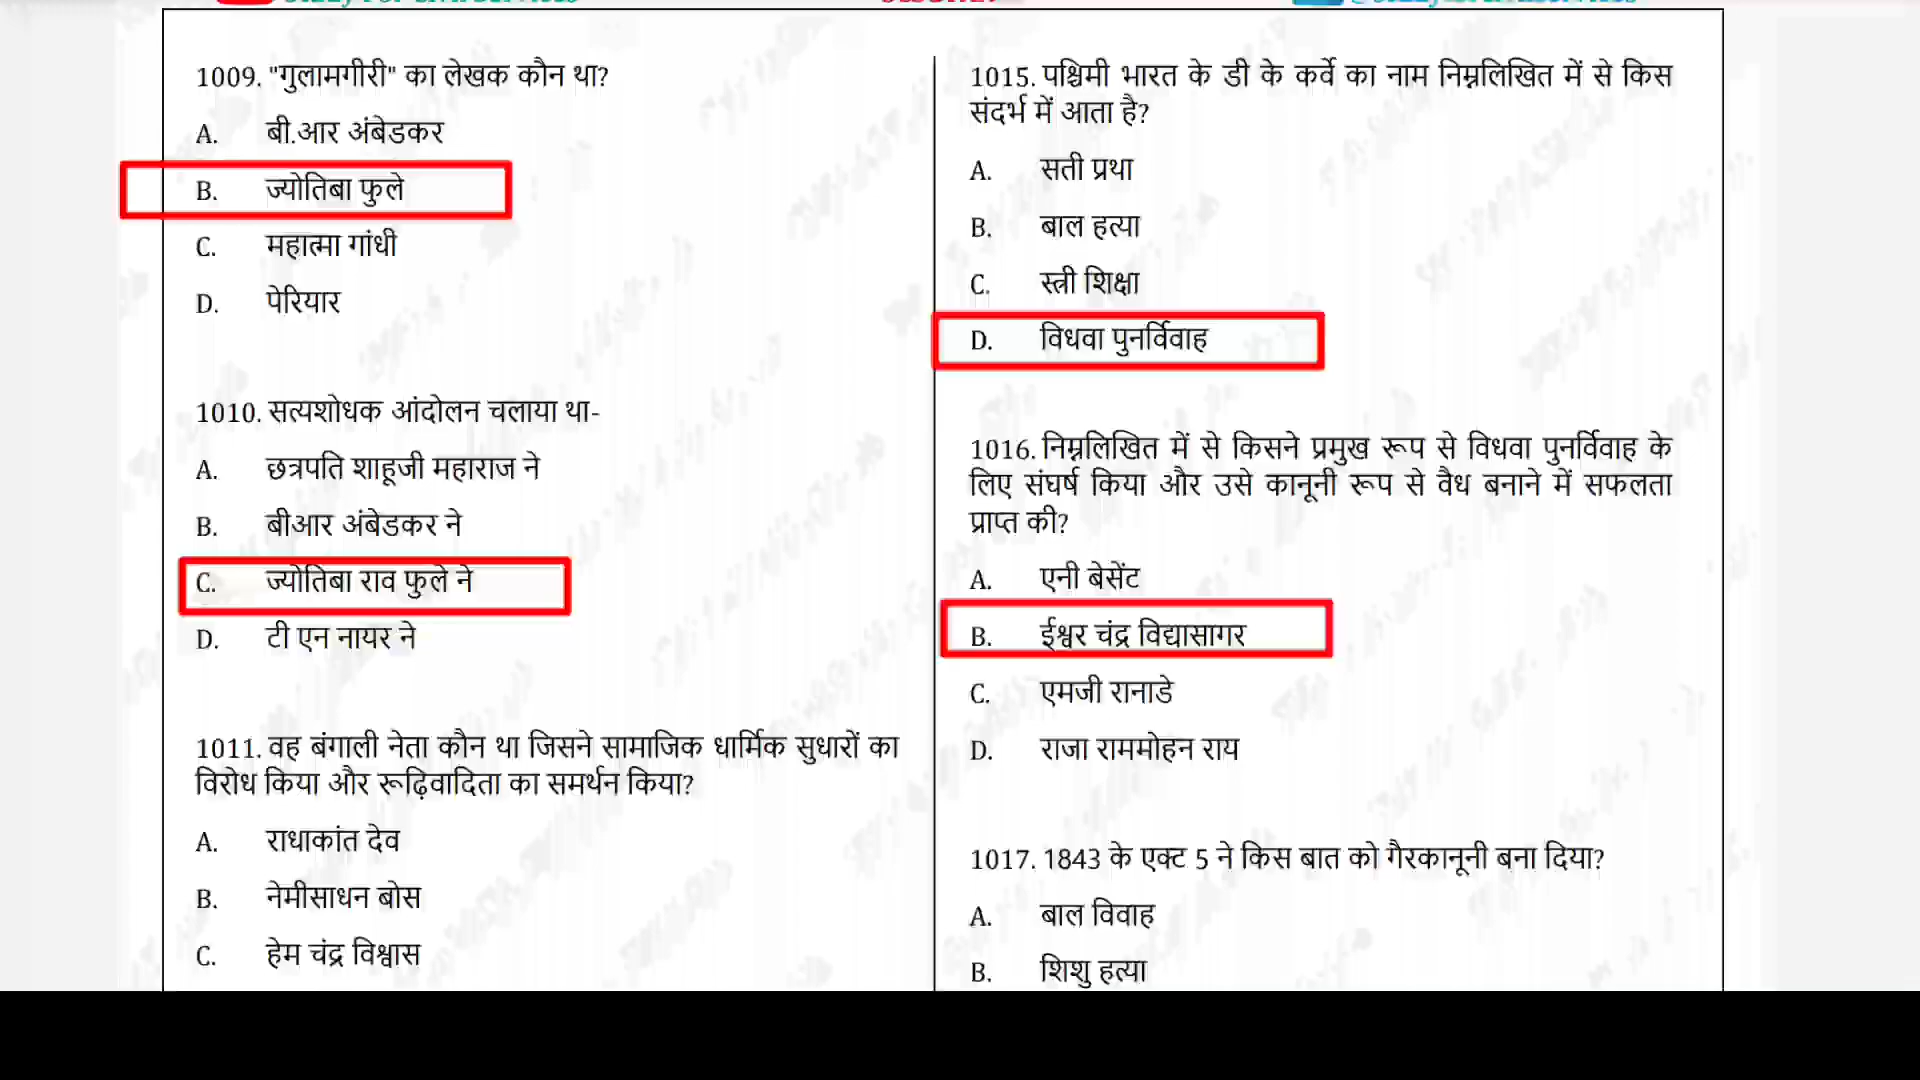 1009. "गुलामगीरी" का लेखक कौन था?
A. बी.आर अंबेडकर
B. ज्योतिबा फुले
C. महात्मा गांधी
D. पेरियार
1010. सत्यशोधक आंदोलन चलाया था-
A. छत्रपति शाहूजी महाराज ने
B. बीआर अंबेडकर ने
C. ज्योतिबा राव फुले ने
D. टी एन नायर ने
1011. वह बंगाली नेता कौन था जिसने सामाजिक धार्मिक सुधारों का
विरोध किया और रूढ़िवादिता का समर्थन किया?
A. राधाकांत देव
B. नेमीसाधन बोस
C. हेम चंद्र विश्वास
1015. पश्चिमी भारत के डी के कर्वे का नाम निम्नलिखित में से किस
संदर्भ में आता है?
A. सती प्रथा
B. बाल हत्या
C. स्त्री शिक्षा
D. विधवा पुनर्विवाह
1016. निम्नलिखित में से किसने प्रमुख रूप से विधवा पुनर्विवाह के
लिए संघर्ष किया और उसे कानूनी रूप से वैध बनाने में सफलता
प्राप्त की?
A. एनी बेसेंट
B. ईश्वर चंद्र विद्यासागर
C. एमजी रानाडे
D. राजा राममोहन राय
1017. 1843 के एक्ट 5 ने किस बात को गैरकानूनी बना दिया?
A. बाल विवाह
B. शिशु हत्या